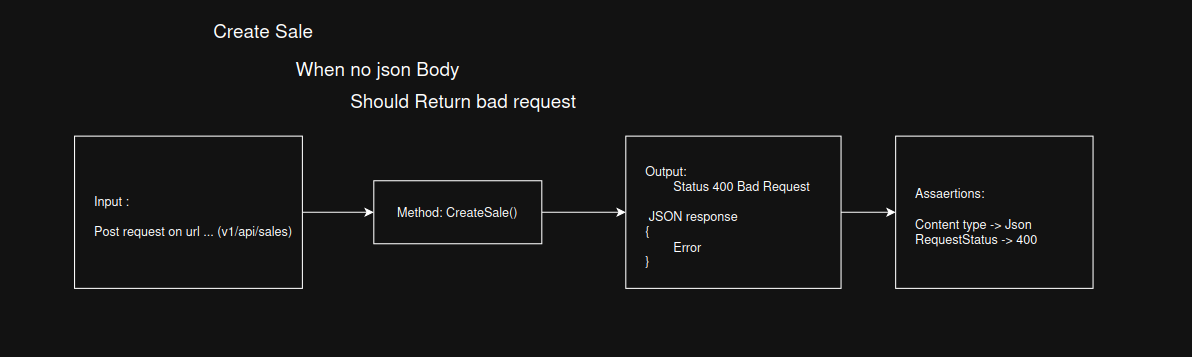 Create Sale
When no json Body
Should Return bad request
Input :
Post request on url ... (v1/api/sales)
Method: CreateSale()
Output:
Status 400 Bad Request
JSON response
{
Error
}
Assaertions:
Content type -> Json
RequestStatus -> 400